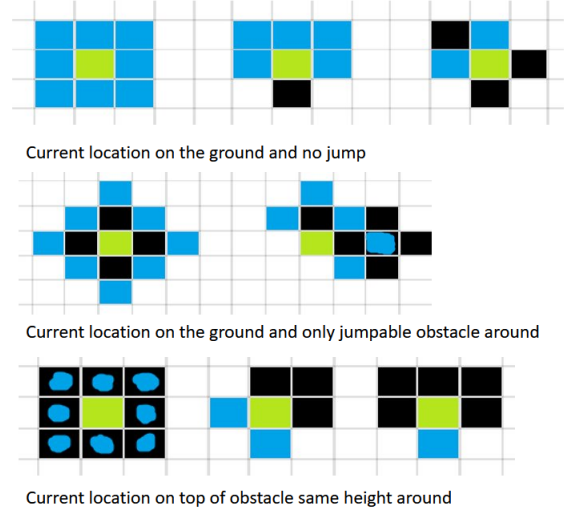 Current location on the ground and no jump
Current location on the ground and only jumpable obstacle around
Current location on top of obstacle same height around